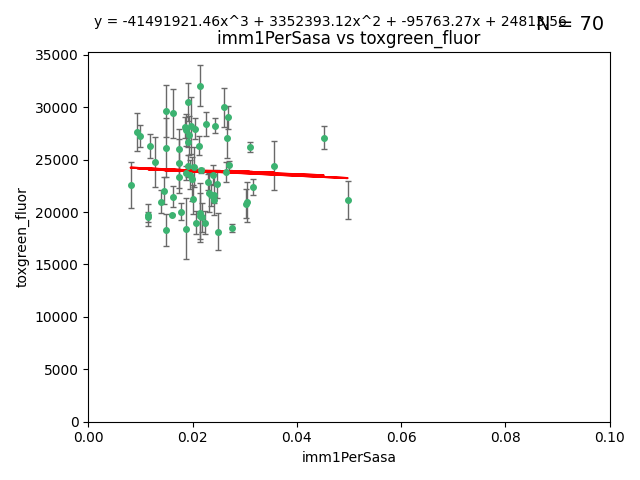 y = -41491921.46x^3 + 3352393.12x^2 + -95763.27x + 24813.56
N = 70
imm1PerSasa vs toxgreen_fluor
35000
30000
25000
20000
15000
10000
5000
0
toxgreen_fluor
0.00 0.02 0.04 0.06 0.08 0.10
imm1PerSasa